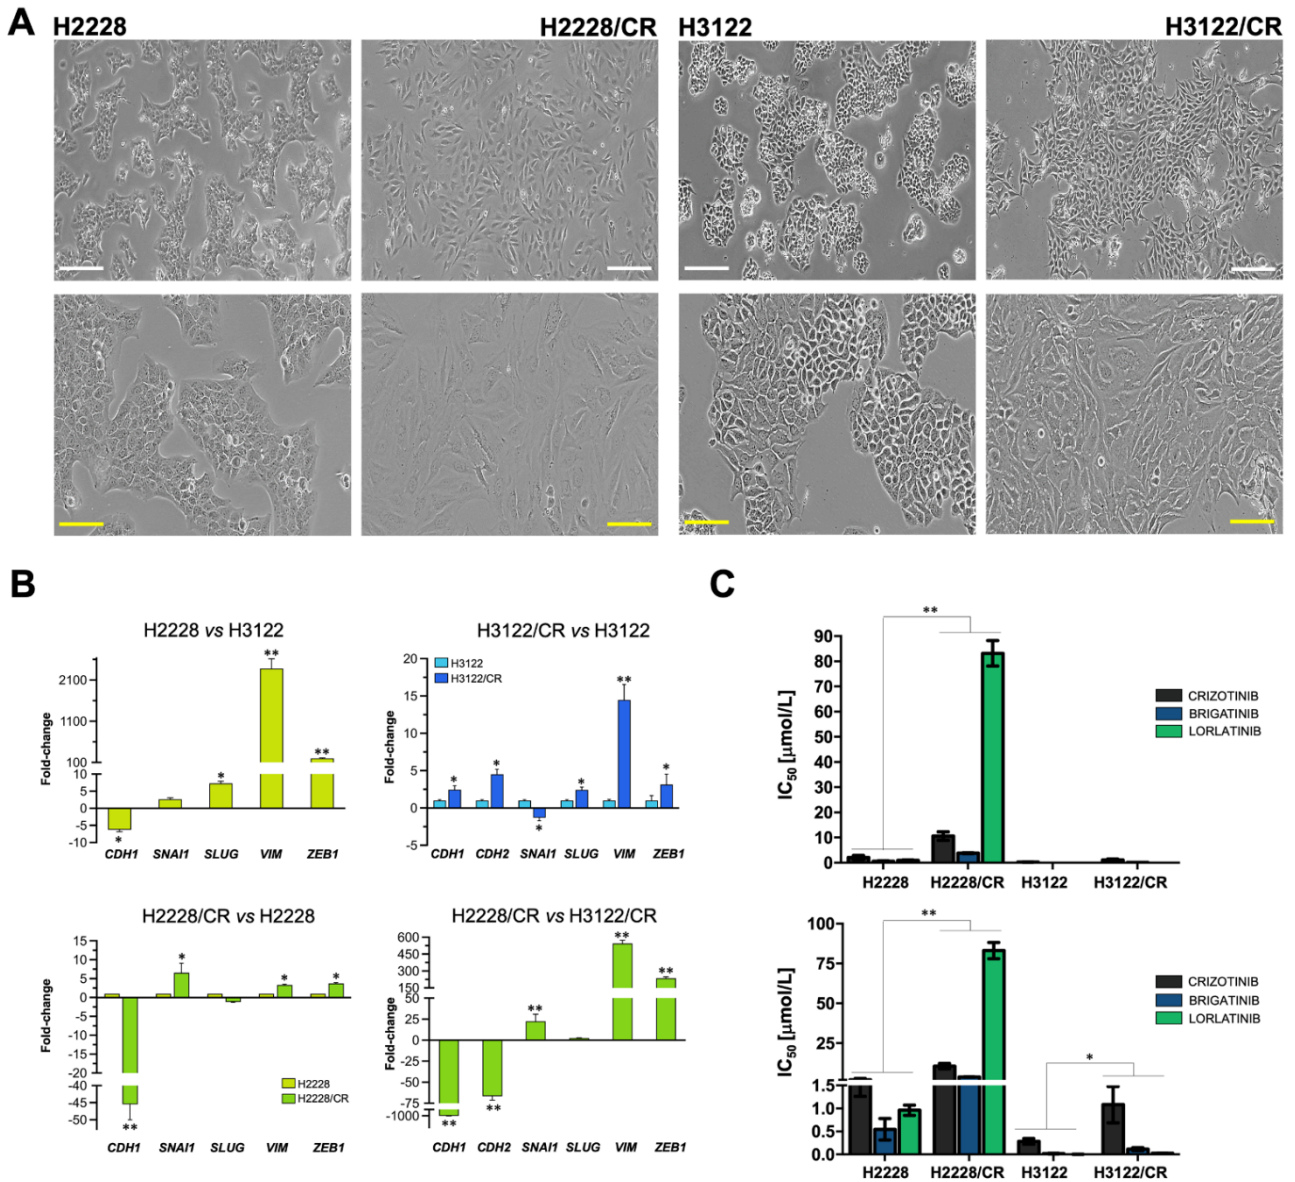 A
H2228
H2228/CR
H3122
H3122/CR
B
H2228 vs H3122
Fold-change
2100
1100
100
10
5
0
-5
-10
**
**
*
*
CDH1 SNAI1 SLUG VIM ZEB1
H3122/CR vs H3122
H3122
H3122/CR
Fold-change
20
15
10
5
0
-5
* * * * ** *
CDH1 CDH2 SNAI1 SLUG VIM ZEB1
H2228/CR vs H2228
Fold-change
15
10
5
0
-5
-10
-15
-20
-40
-45
-50
** * * *
H2228
H2228/CR
CDH1 SNAI1 SLUG VIM ZEB1
H2228/CR vs H3122/CR
Fold-change
600
450
300
150
50
25
0
-25
-50
-75
-1000
** ** ** ** **
CDH1 CDH2 SNAI1 SLUG VIM ZEB1
C
**
IC50 [µmol/L]
90
80
70
60
50
40
30
20
10
0
H2228 H2228/CR H3122 H3122/CR
CRIZOTINIB
BRIGATINIB
LORLATINIB
**
*
IC50 [µmol/L]
100
75
50
25
1.5
1.0
0.5
0.0
H2228 H2228/CR H3122 H3122/CR
CRIZOTINIB
BRIGATINIB
LORLATINIB